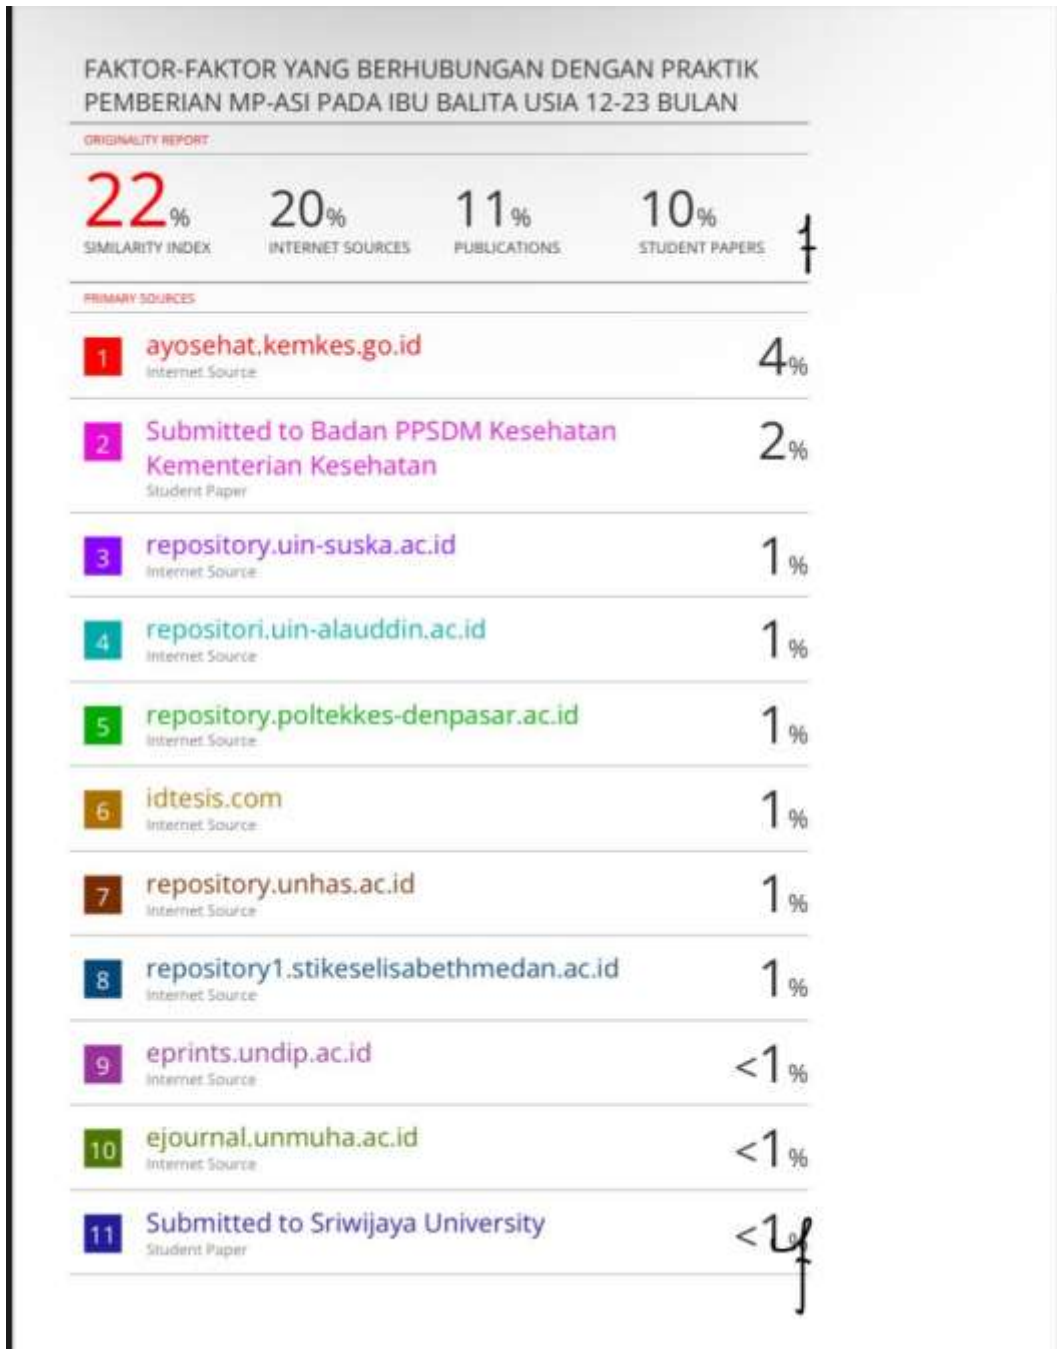 FAKTOR-FAKTOR YANG BERHUBUNGAN DENGAN PRAKTIK
PEMBERIAN MP-ASI PADA IBU BALITA USIA 12-23 BULAN
ORIGINALITY REPORT
22% 20% 11% 10%
SIMILARITY INDEX INTERNET SOURCES PUBLICATIONS STUDENT PAPERS
PRIMARY SOURCES
1 ayosehat.kemkes.go.id 4%
Internet Source
2 Submitted to Badan PPSDM Kesehatan
Kementerian Kesehatan 2%
Student Paper
3 repository.uin-suska.ac.id 1%
Internet Source
4 repositori.uin-alauddin.ac.id 1%
Internet Source
5 repository.poltekkes-denpasar.ac.id 1%
Internet Source
6 idtesis.com 1%
Internet Source
7 repository.unhas.ac.id 1%
Internet Source
8 repository1.stikeselisabethmedan.ac.id 1%
Internet Source
9 eprints.undip.ac.id <1%
Internet Source
10 ejournal.unmuha.ac.id <1%
Internet Source
11 Submitted to Sriwijaya University <1%
Student Paper